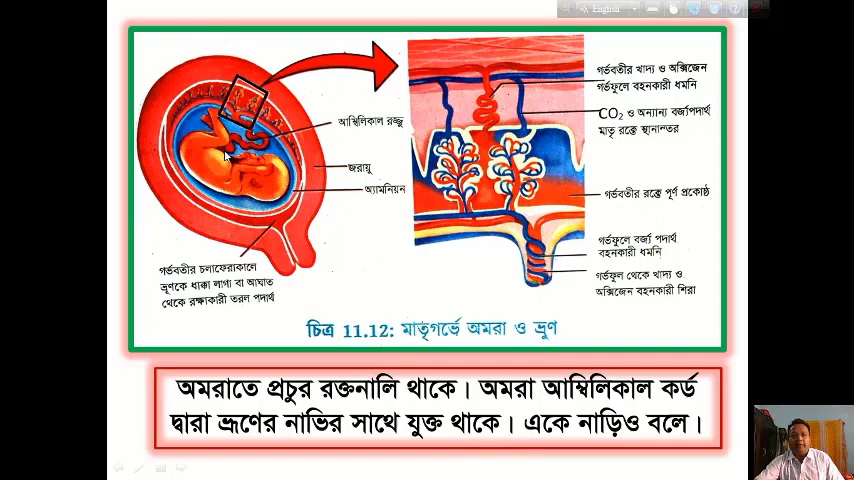 English
আম্বিলিকাল রজ্জু
জরায়ু
অ্যামনিয়ন
গর্ভবতীর চলাফেরাকালে
ভ্রূণকে ধাক্কা লাগা বা আঘাত
থেকে রক্ষাকারী তরল পদার্থ
গর্ভবতীর খাদ্য ও অক্সিজেন
গর্ভফুলে বহনকারী ধমনি
CO₂ ও অন্যান্য বর্জ্যপদার্থ
মাতৃ রক্তে স্থানান্তর
গর্ভবতীর রক্তে পূর্ণ প্রকোষ্ঠ
গর্ভফুলে বর্জ্য পদার্থ
বহনকারী ধমনি
গর্ভফুল থেকে খাদ্য ও
অক্সিজেন বহনকারী শিরা
চিত্র 11.12: মাতৃগর্ভে অমরা ও ভ্রূণ
অমরাতে প্রচুর রক্তনালি থাকে। অমরা আম্বিলিকাল কর্ড
দ্বারা ভ্রূণের নাভির সাথে যুক্ত থাকে। একে নাড়িও বলে।